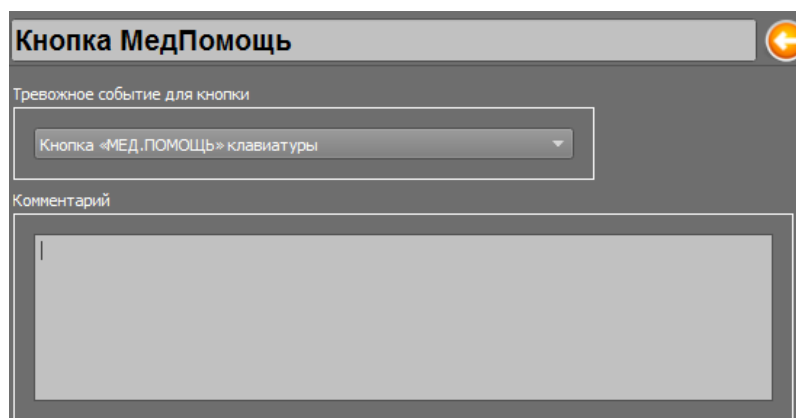 Кнопка МедПомощь
Тревожное событие для кнопки
Кнопка «МЕД.ПОМОЩЬ» клавиатуры
Комментарий